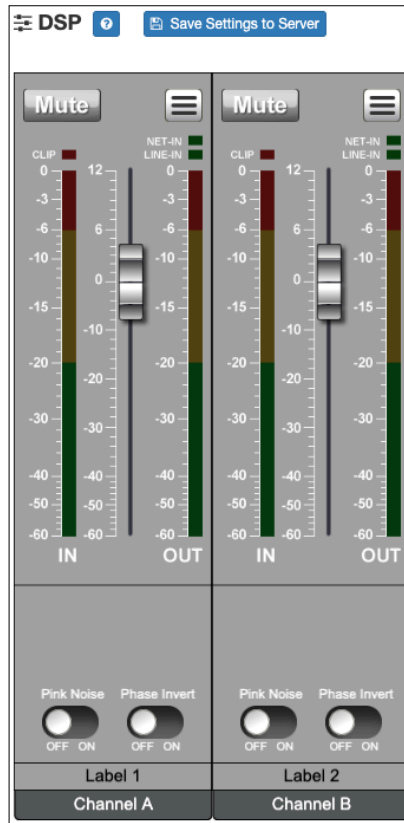 DSP ? Save Settings to Server
Mute Mute
NET-IN NET-IN
CLIP LINE-IN CLIP LINE-IN
0 12 0 0 12 0
-3 -3 -3 -3
-6 6 -6 -6 6 -6
-10 -10 -10 -10
0 0
-15 -15 -15 -15
-10 -10
-20 -20 -20 -20
-20 -20
-30 -30 -30 -30 -30 -30
-40 -40 -40 -40 -40 -40
-50 -50 -50 -50 -50 -50
-60 -60 -60 -60 -60 -60
IN OUT IN OUT
Pink Noise Phase Invert Pink Noise Phase Invert
OFF ON OFF ON OFF ON OFF ON
Label 1 Label 2
Channel A Channel B